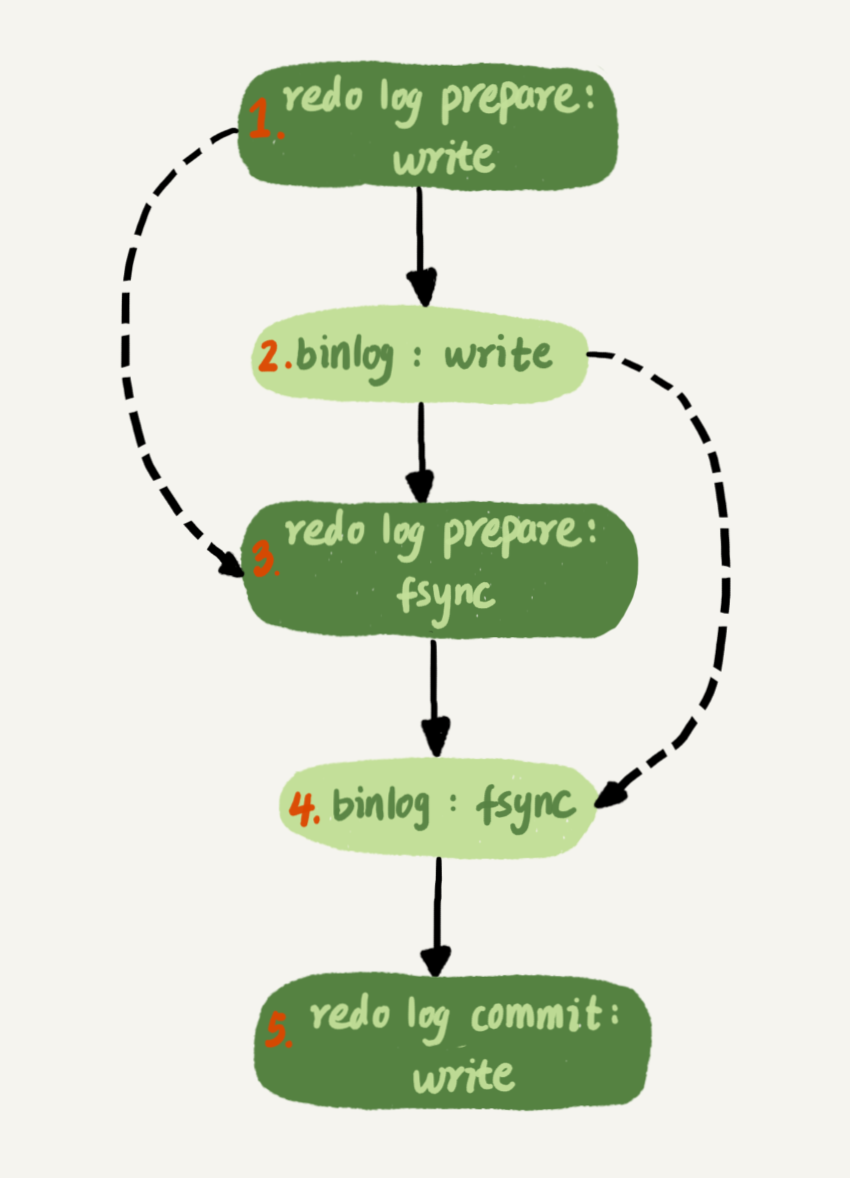 1. redo log prepare:
write
2. binlog : write
3. redo log prepare:
fsync
4. binlog : fsync
5. redo log commit:
write